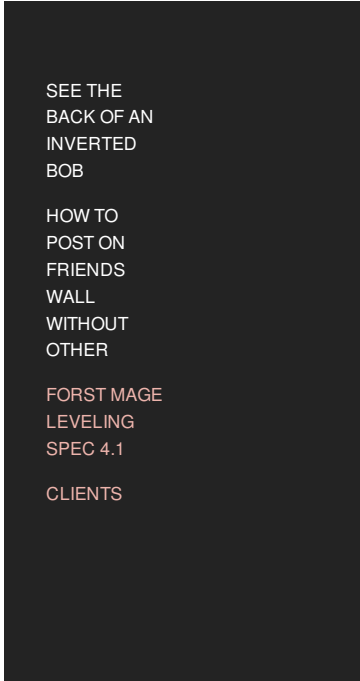 SEE THE
BACK OF AN
INVERTED
BOB
HOW TO
POST ON
FRIENDS
WALL
WITHOUT
OTHER
FORST MAGE
LEVELING
SPEC 4.1
CLIENTS